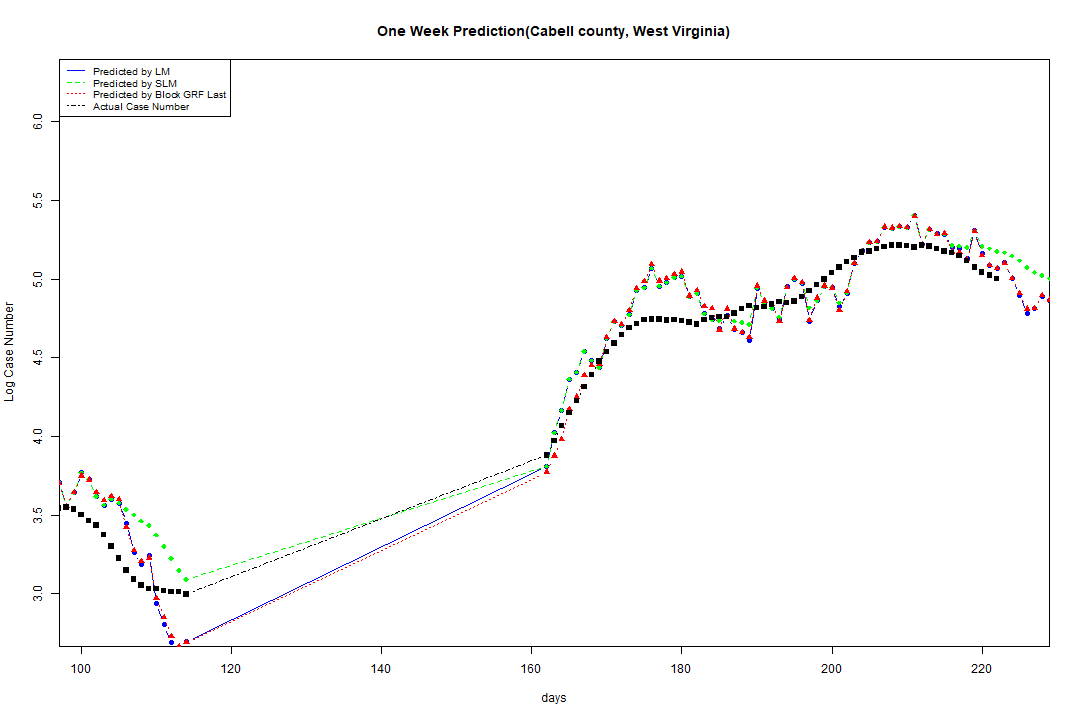 One Week Prediction(Cabell county, West Virginia)
Predicted by LM
Predicted by SLM
Predicted by Block GRF Last
Actual Case Number
6.0
5.5
5.0
4.5
4.0
3.5
3.0
Log Case Number
100 120 140 160 180 200 220
days